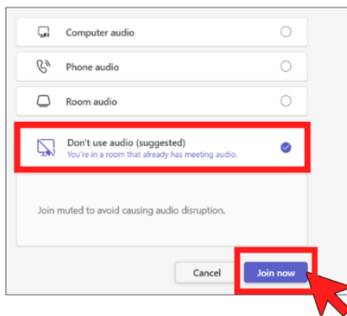 Computer audio
Phone audio
Room audio
Don't use audio (suggested)
You're in a room that already has meeting audio.
Join muted to avoid causing audio disruption.
Cancel
Join now